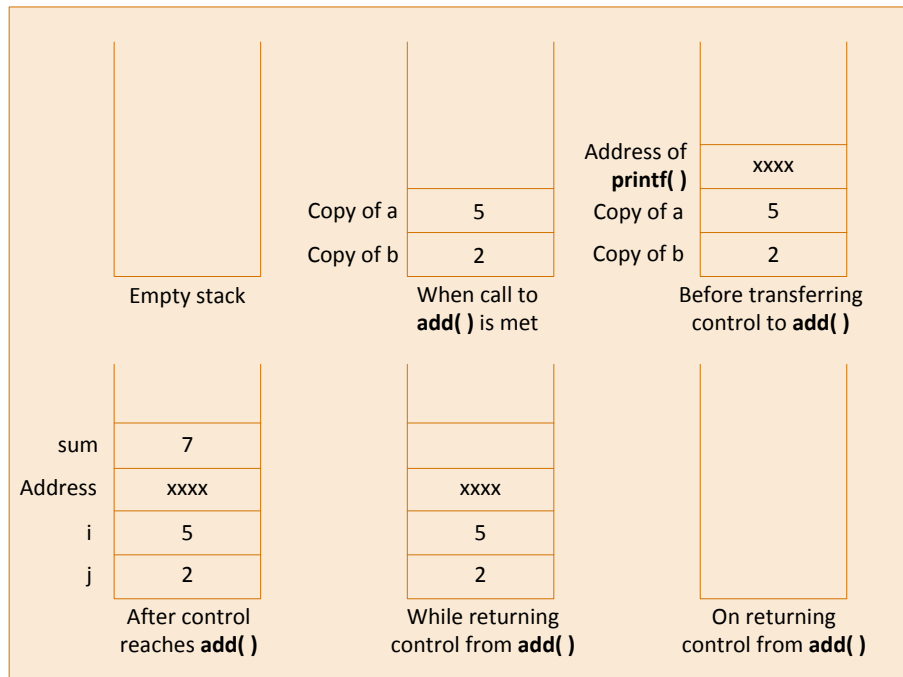 Address of
printf( )
xxxx
Copy of a
5
Copy of a
5
Copy of b
2
Copy of b
2
Empty stack
When call to
add( ) is met
Before transferring
control to add( )
sum
7
Address
xxxx
xxxx
i
5
5
j
2
2
After control
reaches add( )
While returning
control from add( )
On returning
control from add( )